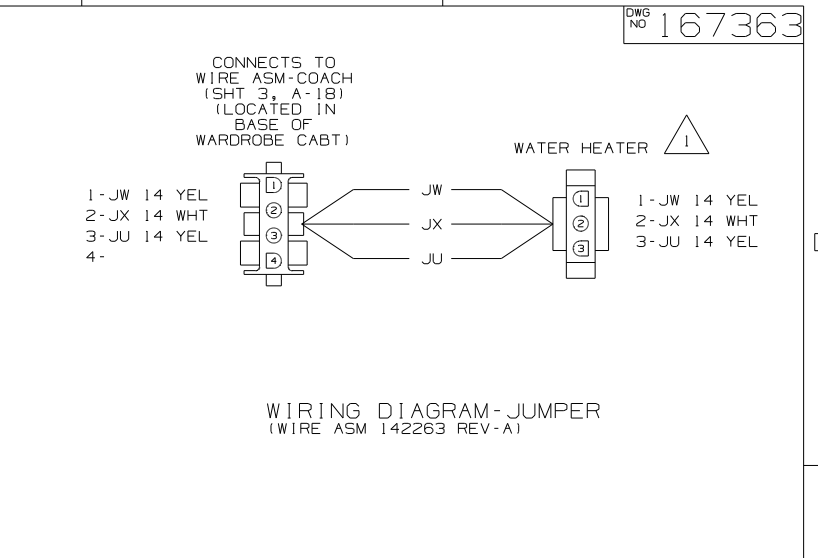 DWG
NO 167363
CONNECTS TO
WIRE ASM-COACH
(SHT 3, A-18)
(LOCATED IN
BASE OF
WARDROBE CABT)
WATER HEATER 1
1-JW 14 YEL
2-JX 14 WHT
3-JU 14 YEL
4-
1
2
3
4
JW
JX
JU
1
2
3
1-JW 14 YEL
2-JX 14 WHT
3-JU 14 YEL
WIRING DIAGRAM-JUMPER
(WIRE ASM 142263 REV-A)